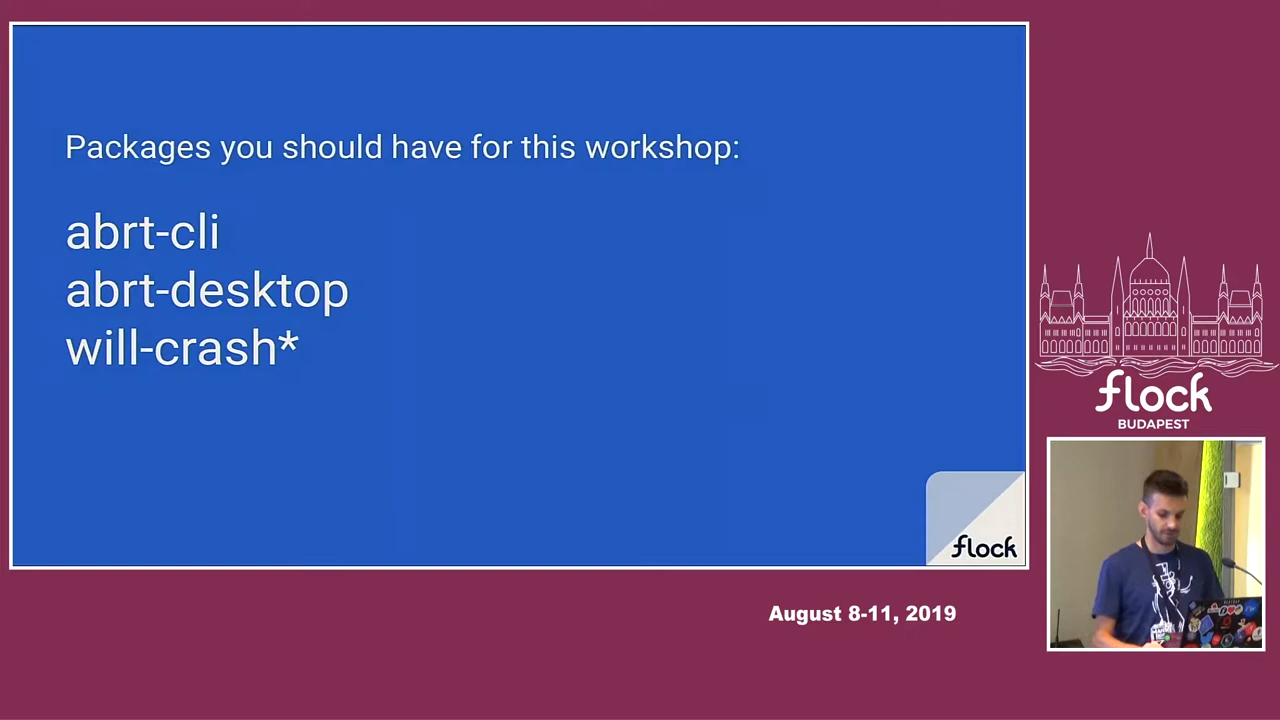 Packages you should have for this workshop:
abrt-cli
abrt-desktop
will-crash*
flock
flock
BUDAPEST
August 8-11, 2019